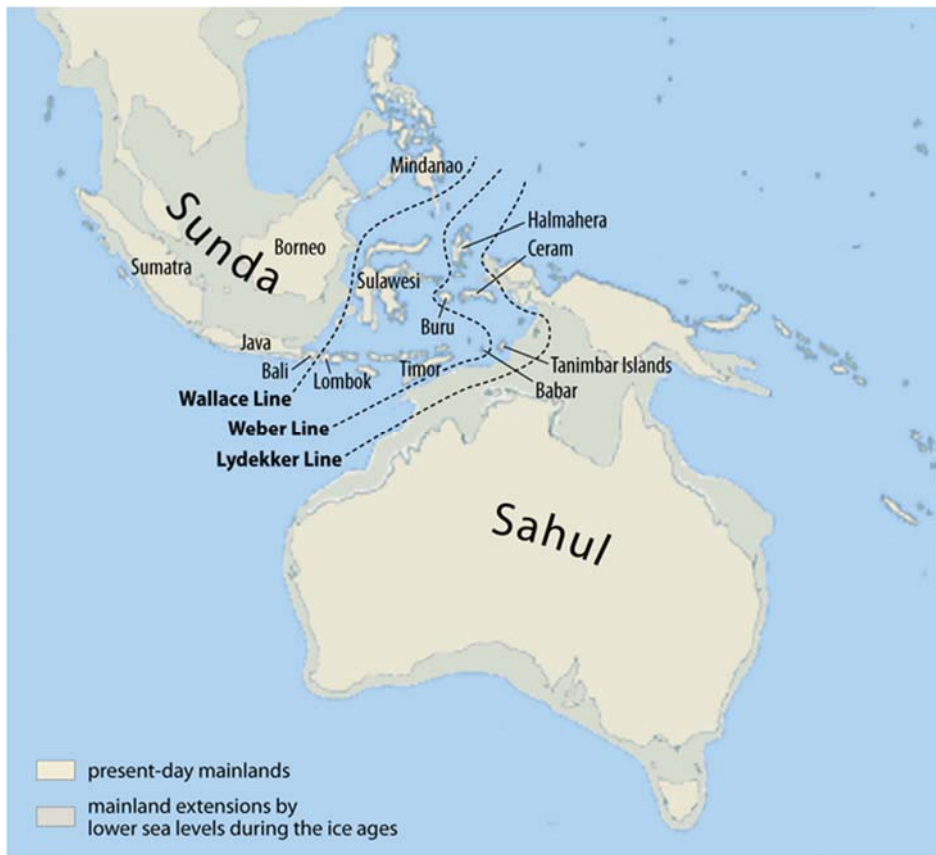 Mindanao
Sunda
Halmahera
Ceram
Borneo
Sumatra
Sulawesi
Buru
Java
Bali
Lombok
Timor
Tanimbar Islands
Babar
Wallace Line
Weber Line
Lydekker Line
Sahul
present-day mainlands
mainland extensions by
lower sea levels during the ice ages